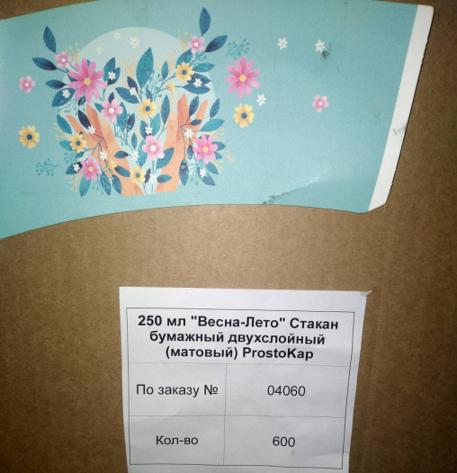 250 мл "Весна-Лето" Стакан
бумажный двухслойный
(матовый) ProstoKap
По заказу № 04060
Кол-во 600